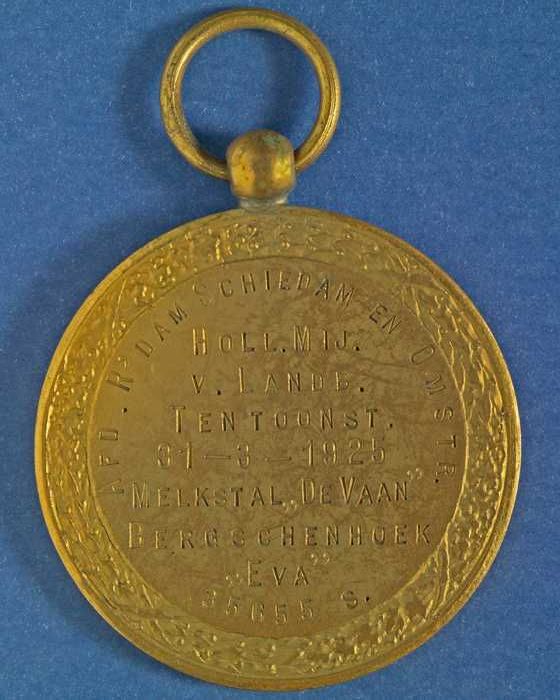 AFD. R'DAM SCHIEDAM EN OMSTR.
HOLL. MIJ.
V. LANDB.
TENTOONST.
31-3-1925
MELKSTAL „DE VAAN”
BERGSCHENHOEK
„EVA”
35655 S.